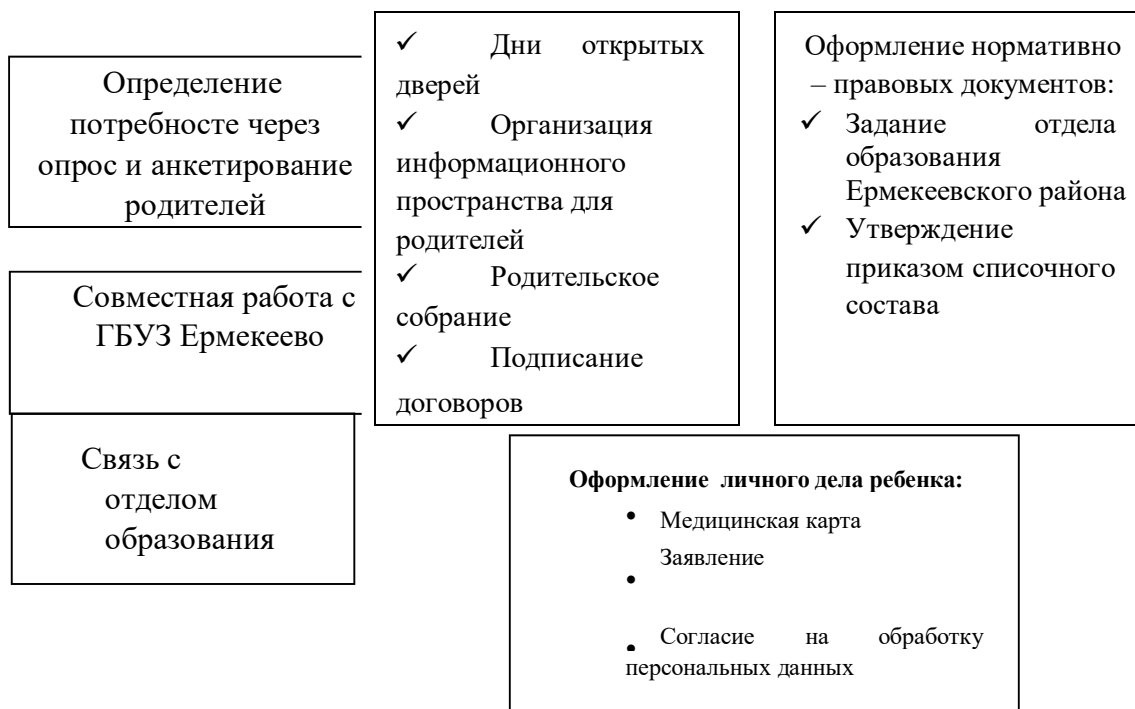 Определение
потребносте через
опрос и анкетирование
родителей
Совместная работа с
ГБУЗ Ермекеево
Связь с
отделом
образования
✓ Дни открытых
дверей
✓ Организация
информационного
пространства для
родителей
✓ Родительское
собрание
✓ Подписание
договоров
Оформление нормативно
– правовых документов:
✓ Задание отдела
образования
Ермекеевского района
✓ Утверждение
приказом списочного
состава
Оформление личного дела ребенка:
• Медицинская карта
Заявление
•
• Согласие на обработку
персональных данных